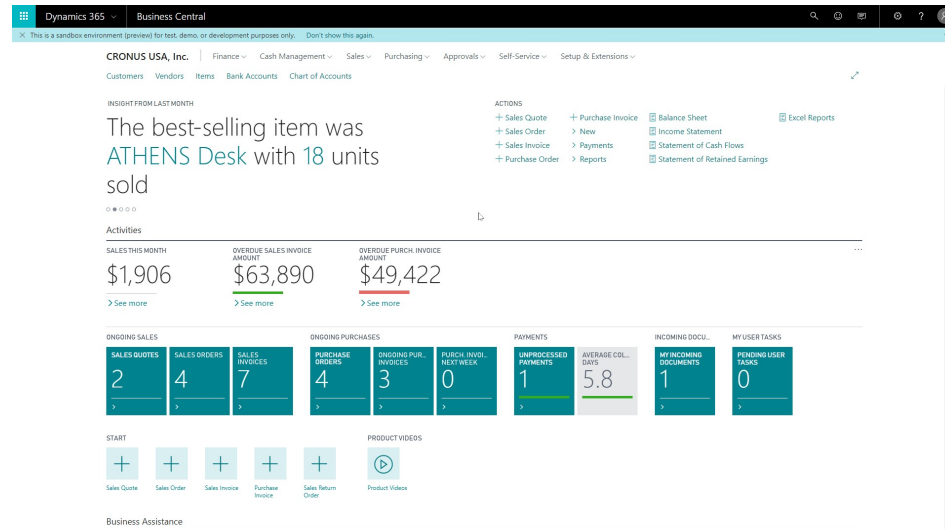 Dynamics 365 Business Central
This is a sandbox environment (preview) for test, demo, or development purposes only. Don't show this again.
CRONUS USA, Inc. Finance Cash Management Sales Purchasing Approvals Self-Service Setup & Extensions
Customers Vendors Items Bank Accounts Chart of Accounts
INSIGHT FROM LAST MONTH
The best-selling item was
ATHENS Desk with 18 units
sold
ACTIONS
+ Sales Quote + Purchase Invoice Balance Sheet Excel Reports
+ Sales Order > New Income Statement
+ Sales Invoice > Payments Statement of Cash Flows
+ Purchase Order > Reports Statement of Retained Earnings
Activities
SALES THIS MONTH
$1,906
> See more
OVERDUE SALES INVOICE
AMOUNT
$63,890
> See more
OVERDUE PURCH. INVOICE
AMOUNT
$49,422
> See more
...
ONGOING SALES
SALES QUOTES
2
SALES ORDERS
4
SALES
INVOICES
7
ONGOING PURCHASES
PURCHASE
ORDERS
4
ONGOING PUR...
INVOICES
3
PURCH. INVOI...
NEXT WEEK
0
PAYMENTS
UNPROCESSED
PAYMENTS
1
AVERAGE COL...
DAYS
5.8
INCOMING DOCU...
MY INCOMING
DOCUMENTS
1
MY USER TASKS
PENDING USER
TASKS
0
START
Sales Quote
Sales Order
Sales Invoice
Purchase
Invoice
Sales Return
Order
PRODUCT VIDEOS
Product Videos
Business Assistance